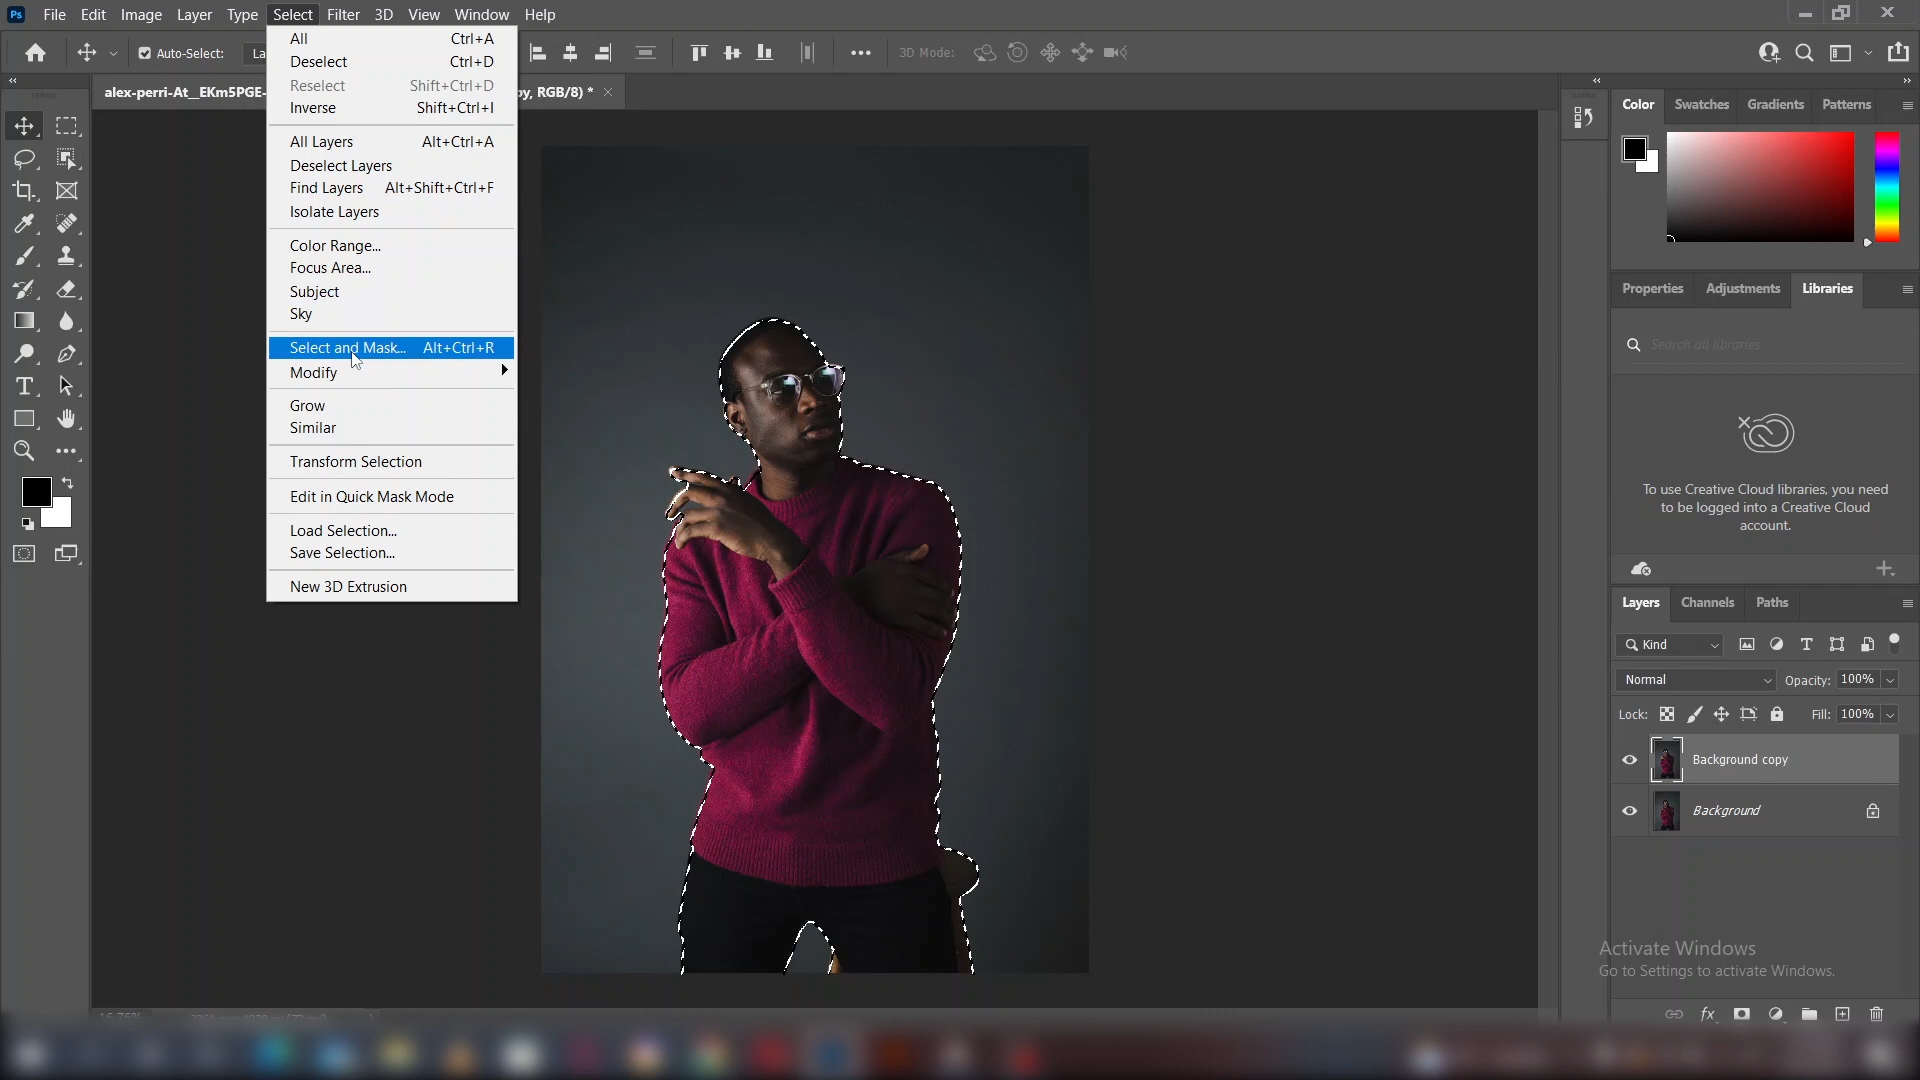 Ps File Edit Image Layer Type Select Filter 3D View Window Help
Auto-Select: La
3D Mode:
alex-perri-At__EKm5PGE- py, RGB/8) *
All Ctrl+A
Deselect Ctrl+D
Reselect Shift+Ctrl+D
Inverse Shift+Ctrl+I
All Layers Alt+Ctrl+A
Deselect Layers
Find Layers Alt+Shift+Ctrl+F
Isolate Layers
Color Range...
Focus Area...
Subject
Sky
Select and Mask... Alt+Ctrl+R
Modify
Grow
Similar
Transform Selection
Edit in Quick Mask Mode
Load Selection...
Save Selection...
New 3D Extrusion
Color Swatches Gradients Patterns
Properties Adjustments Libraries
Search all libraries
To use Creative Cloud libraries, you need
to be logged into a Creative Cloud
account.
Layers Channels Paths
Kind
Normal Opacity: 100%
Lock: Fill: 100%
Background copy
Background
Activate Windows
Go to Settings to activate Windows.